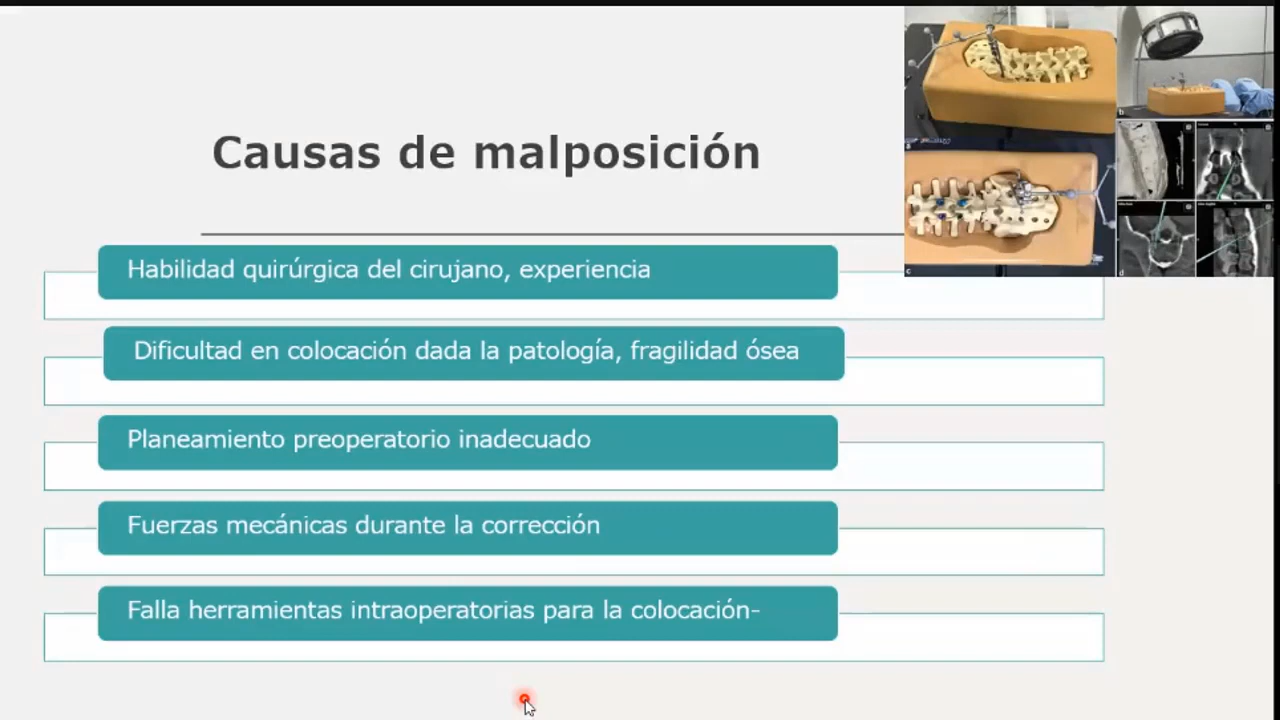 Causas de malposición
Habilidad quirúrgica del cirujano, experiencia
Dificultad en colocación dada la patología, fragilidad ósea
Planeamiento preoperatorio inadecuado
Fuerzas mecánicas durante la corrección
Falla herramientas intraoperatorias para la colocación-
a
b
c
d